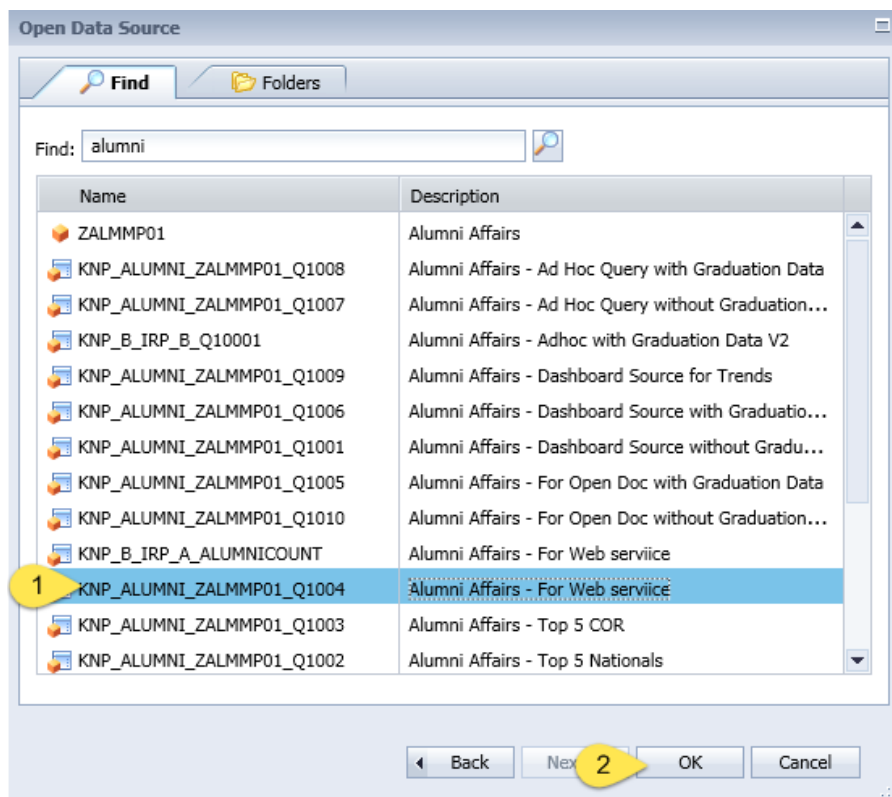 Open Data Source
Find Folders
Find: alumni
Name Description
ZALMMP01 Alumni Affairs
KNP_ALUMNI_ZALMMP01_Q1008 Alumni Affairs - Ad Hoc Query with Graduation Data
KNP_ALUMNI_ZALMMP01_Q1007 Alumni Affairs - Ad Hoc Query without Graduation...
KNP_B_IRP_B_Q10001 Alumni Affairs - Adhoc with Graduation Data V2
KNP_ALUMNI_ZALMMP01_Q1009 Alumni Affairs - Dashboard Source for Trends
KNP_ALUMNI_ZALMMP01_Q1006 Alumni Affairs - Dashboard Source with Graduatio...
KNP_ALUMNI_ZALMMP01_Q1001 Alumni Affairs - Dashboard Source without Gradu...
KNP_ALUMNI_ZALMMP01_Q1005 Alumni Affairs - For Open Doc with Graduation Data
KNP_ALUMNI_ZALMMP01_Q1010 Alumni Affairs - For Open Doc without Graduation...
KNP_B_IRP_A_ALUMNICOUNT Alumni Affairs - For Web serviice
1 KNP_ALUMNI_ZALMMP01_Q1004 Alumni Affairs - For Web serviice
KNP_ALUMNI_ZALMMP01_Q1003 Alumni Affairs - Top 5 COR
KNP_ALUMNI_ZALMMP01_Q1002 Alumni Affairs - Top 5 Nationals
Back Nex 2 OK Cancel